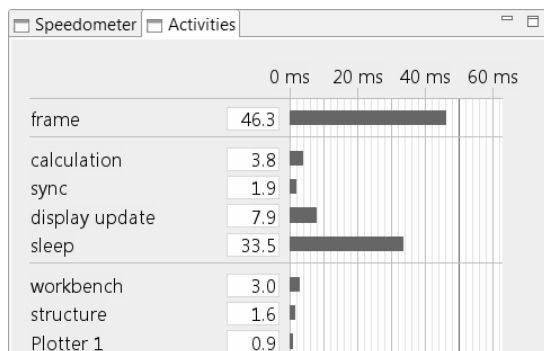 Speedometer Activities
0 ms 20 ms 40 ms 60 ms
frame 46.3
calculation 3.8
sync 1.9
display update 7.9
sleep 33.5
workbench 3.0
structure 1.6
Plotter 1 0.9